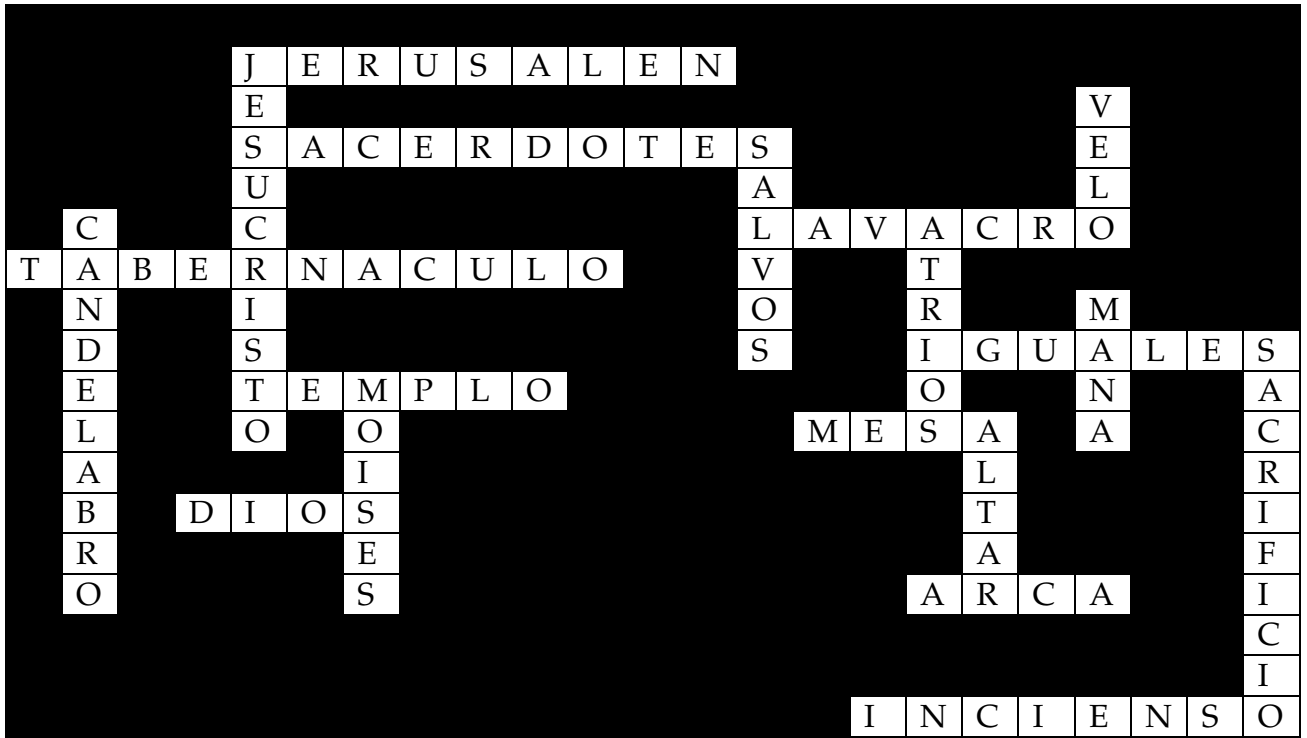 JERUSALEN
JESUCRISTO
VELO
SACERDOTES
SALVOS
CANDELABRO
LAVACRO
ATRIOS
TABERNACULO
MANA
IGUALES
SACRIFICIO
TEMPLO
MOISES
MESA
ALTAR
DIOS
ARCA
INCIENSO